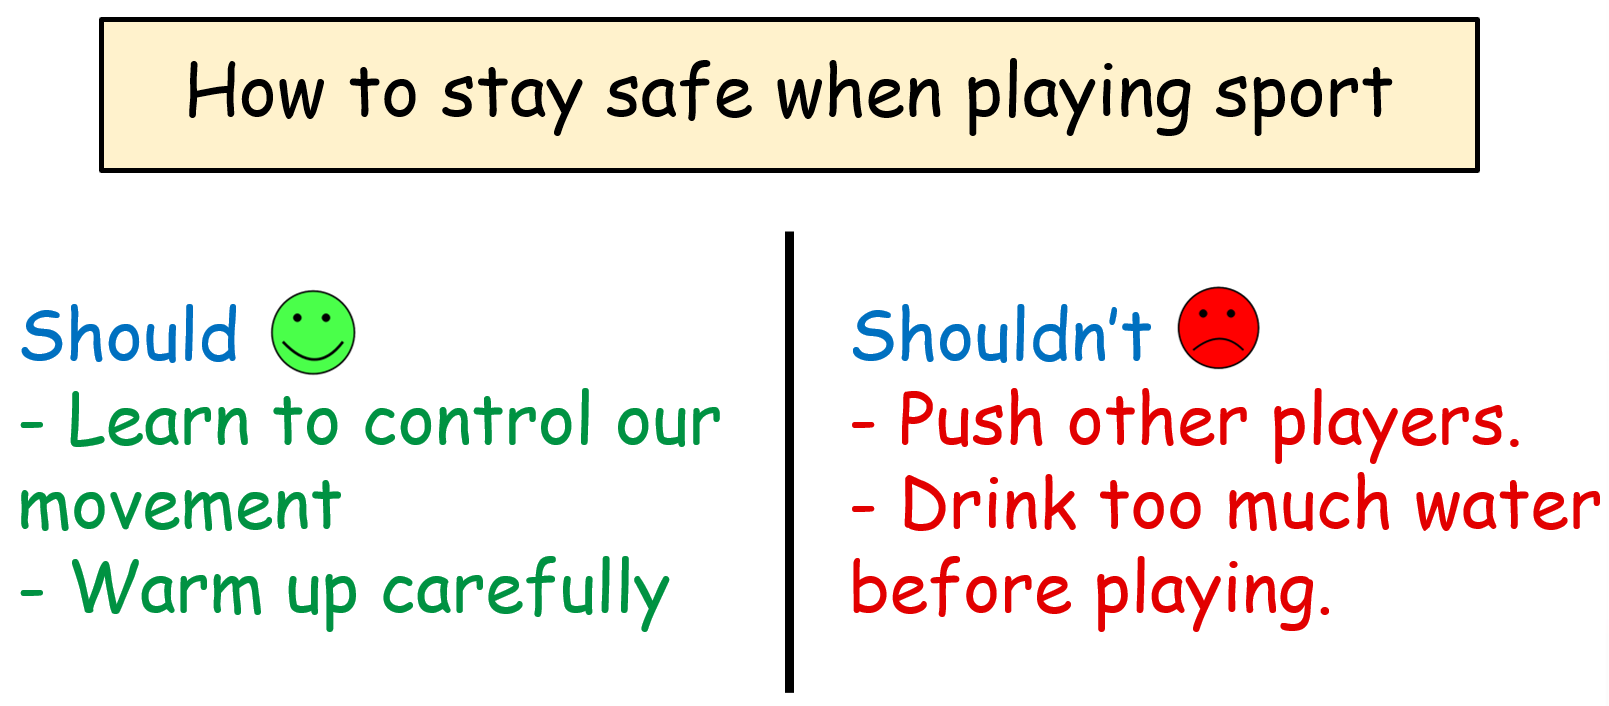 How to stay safe when playing sport
Should
- Learn to control our
movement
- Warm up carefully
Shouldn't
- Push other players.
- Drink too much water
before playing.